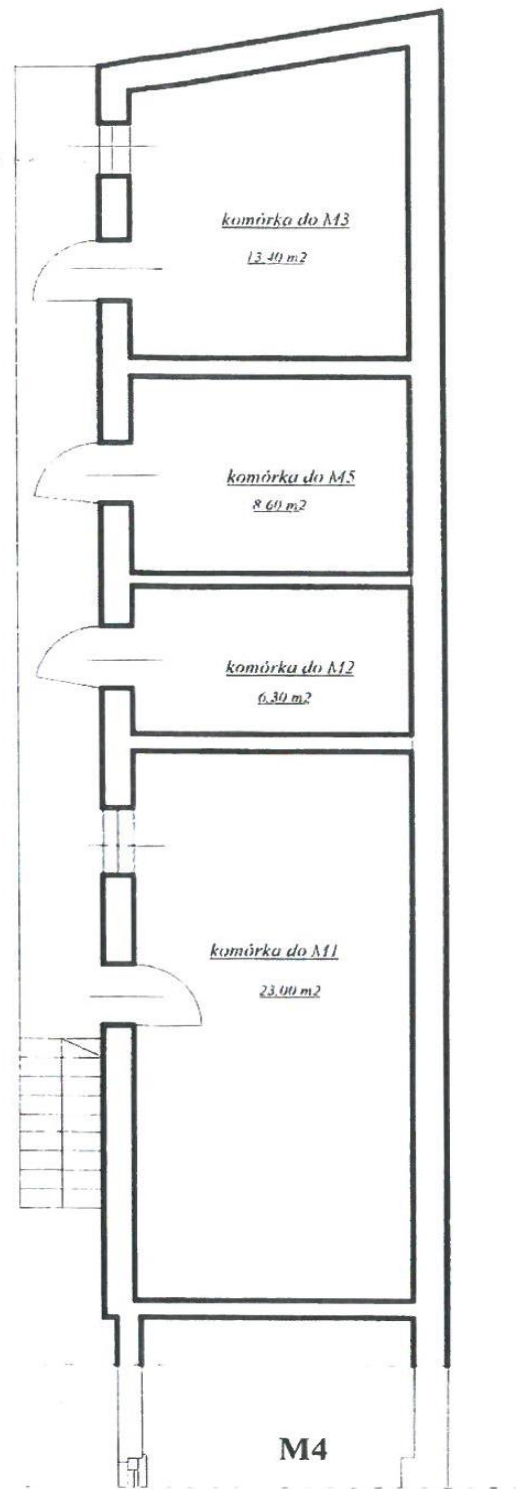 komórka do M3
13.40 m2
komórka do M5
8.60 m2
komórka do M2
6.30 m2
komórka do M1
23.00 m2
M4